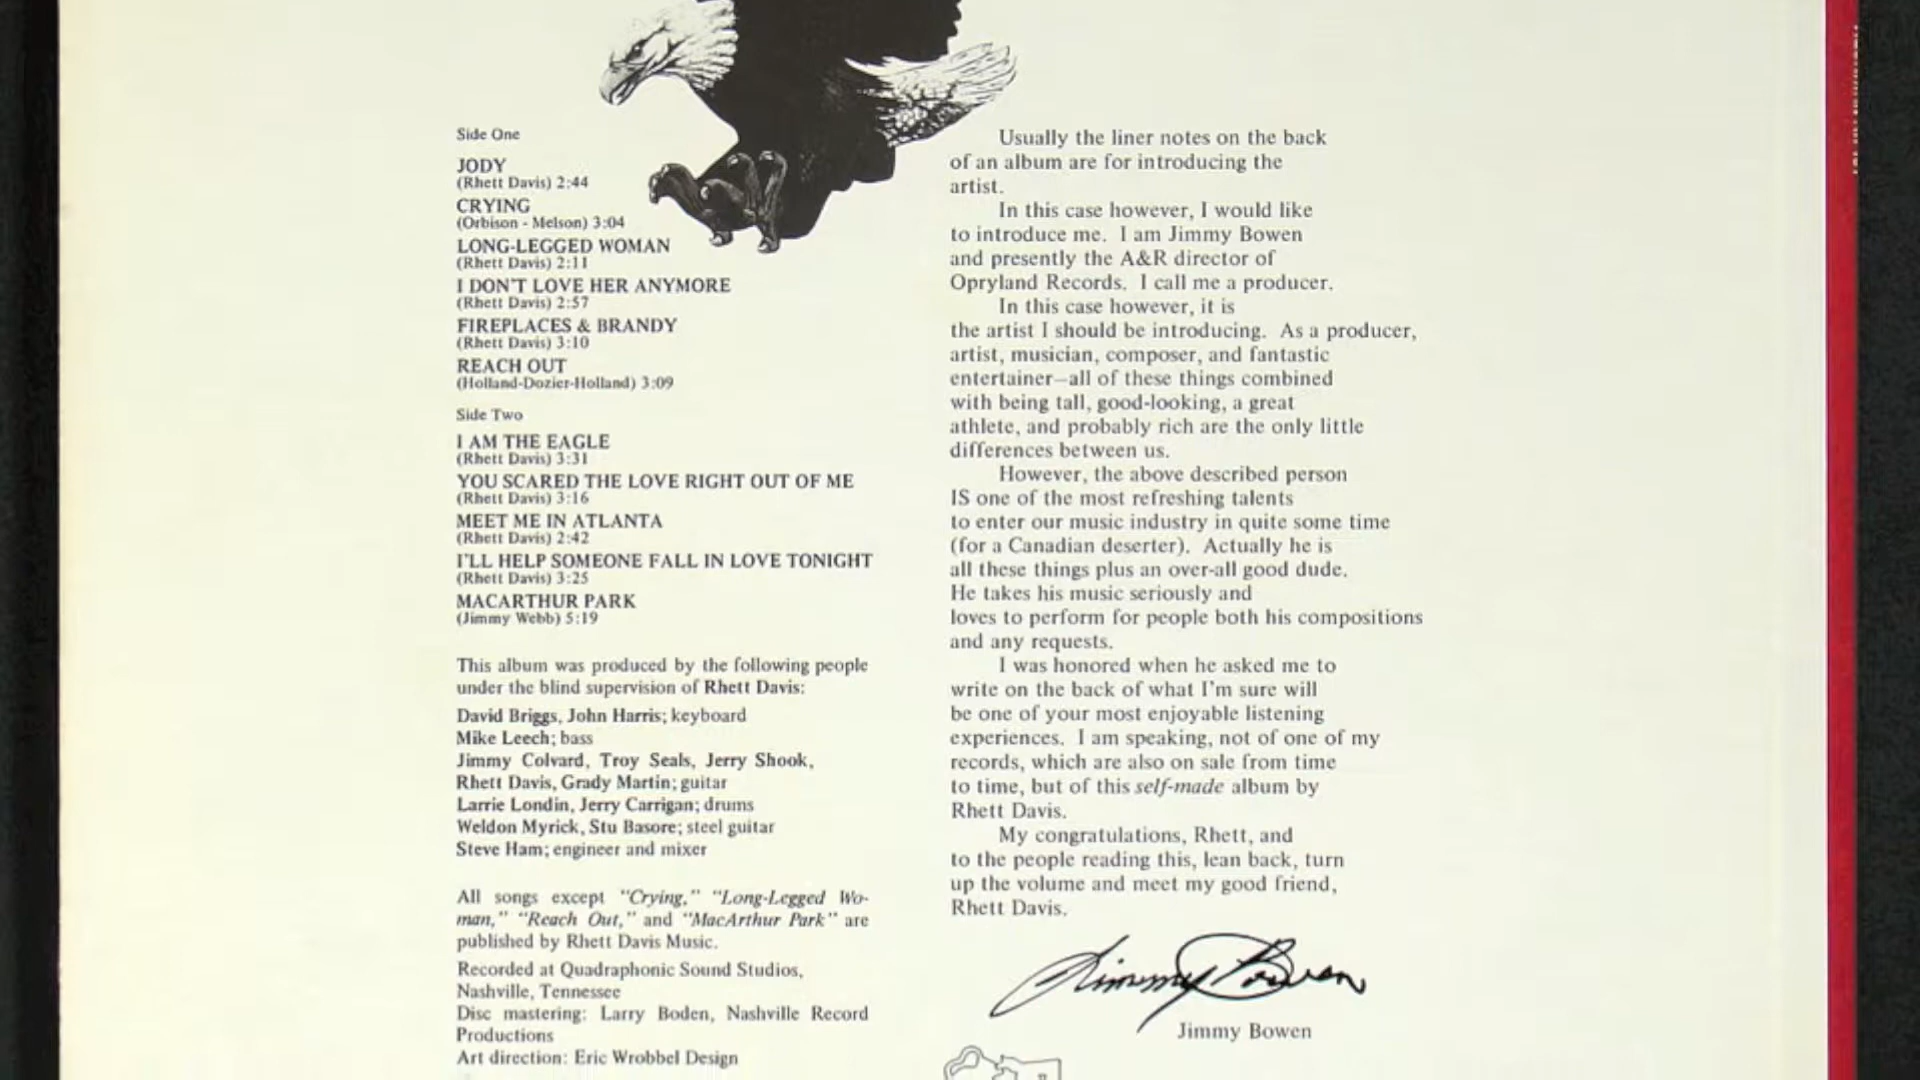 Side One
JODY
(Rhett Davis) 2:44
CRYING
(Orbison - Melson) 3:04
LONG-LEGGED WOMAN
(Rhett Davis) 2:11
I DON'T LOVE HER ANYMORE
(Rhett Davis) 2:57
FIREPLACES & BRANDY
(Rhett Davis) 3:10
REACH OUT
(Holland-Dozier-Holland) 3:09
Side Two
I AM THE EAGLE
(Rhett Davis) 3:31
YOU SCARED THE LOVE RIGHT OUT OF ME
(Rhett Davis) 3:16
MEET ME IN ATLANTA
(Rhett Davis) 2:42
I'LL HELP SOMEONE FALL IN LOVE TONIGHT
(Rhett Davis) 3:25
MACARTHUR PARK
(Jimmy Webb) 5:19
This album was produced by the following people
under the blind supervision of Rhett Davis:
David Briggs, John Harris; keyboard
Mike Leech; bass
Jimmy Colvard, Troy Seals, Jerry Shook,
Rhett Davis, Grady Martin; guitar
Larrie Londin, Jerry Carrigan; drums
Weldon Myrick, Stu Basore; steel guitar
Steve Ham; engineer and mixer
All songs except "Crying," "Long-Legged Wo-
man," "Reach Out," and "MacArthur Park" are
published by Rhett Davis Music.
Recorded at Quadraphonic Sound Studios,
Nashville, Tennessee
Disc mastering: Larry Boden, Nashville Record
Productions
Art direction: Eric Wrobbel Design
Usually the liner notes on the back
of an album are for introducing the
artist.
In this case however, I would like
to introduce me. I am Jimmy Bowen
and presently the A&R director of
Opryland Records. I call me a producer.
In this case however, it is
the artist I should be introducing. As a producer,
artist, musician, composer, and fantastic
entertainer—all of these things combined
with being tall, good-looking, a great
athlete, and probably rich are the only little
differences between us.
However, the above described person
IS one of the most refreshing talents
to enter our music industry in quite some time
(for a Canadian deserter). Actually he is
all these things plus an over-all good dude.
He takes his music seriously and
loves to perform for people both his compositions
and any requests.
I was honored when he asked me to
write on the back of what I'm sure will
be one of your most enjoyable listening
experiences. I am speaking, not of one of my
records, which are also on sale from time
to time, but of this self-made album by
Rhett Davis.
My congratulations, Rhett, and
to the people reading this, lean back, turn
up the volume and meet my good friend,
Rhett Davis.
Jimmy Bowen
Jimmy Bowen